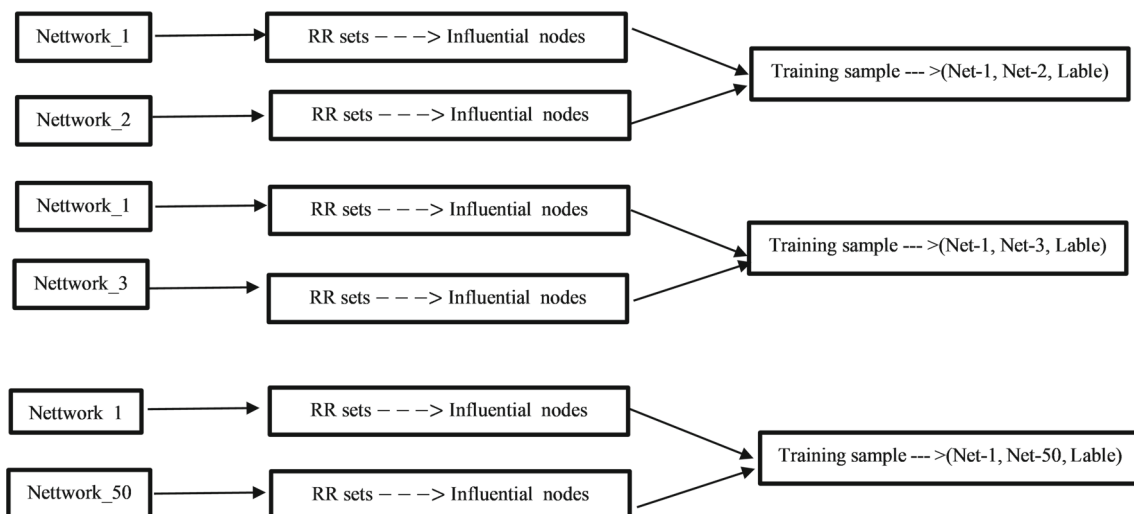 Nettwork_1
RR sets − − −> Influential nodes
Training sample --- >(Net-1, Net-2, Lable)
Nettwork_2
RR sets − − −> Influential nodes
Nettwork_1
RR sets − − −> Influential nodes
Training sample --- >(Net-1, Net-3, Lable)
Nettwork_3
RR sets − − −> Influential nodes
Nettwork 1
RR sets − − −> Influential nodes
Training sample --- >(Net-1, Net-50, Lable)
Nettwork_50
RR sets − − −> Influential nodes